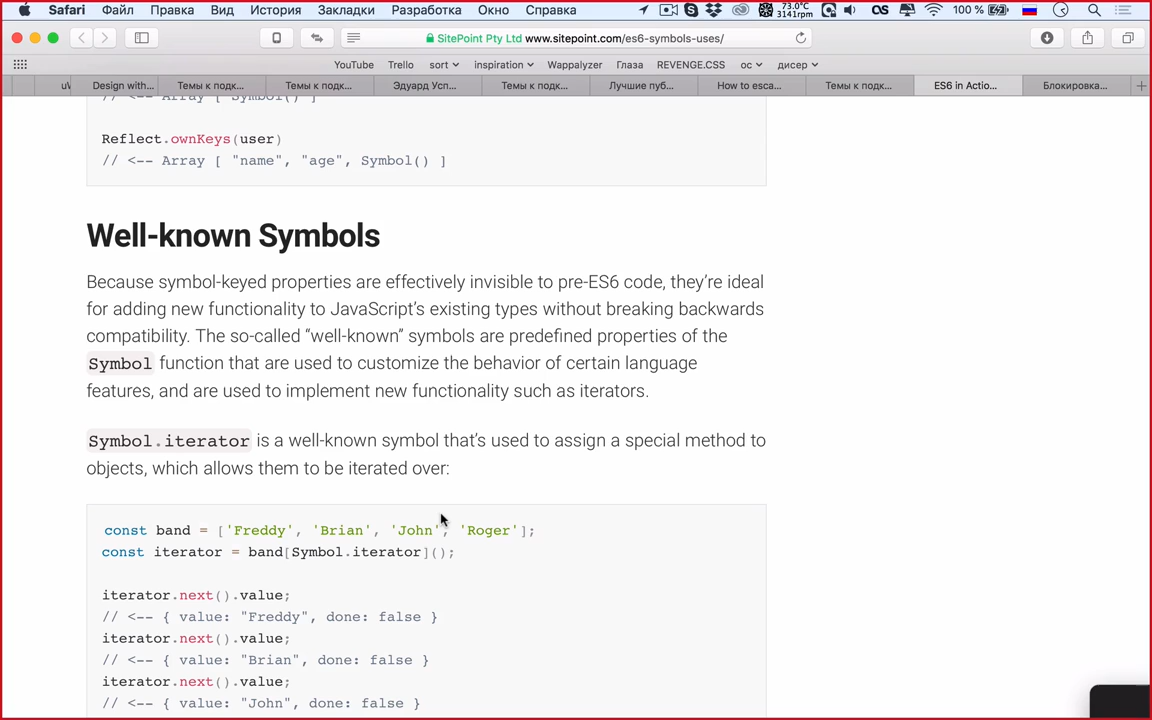 Safari Файл Правка Вид История Закладки Разработка Окно Справка 73.0°C 3141rpm 100 %
SitePoint Pty Ltd www.sitepoint.com/es6-symbols-uses/
YouTube Trello sort inspiration Wappalyzer Глаза REVENGE.CSS ос дисер
Design with... Темы к подк... Темы к подк... Эдуард Усп... Темы к подк... Лучшие пуб... How to esca... Темы к подк... ES6 in Actio... Блокировка...
// <-- Array [ Symbol() ]
Reflect.ownKeys(user)
// <-- Array [ "name", "age", Symbol() ]
Well-known Symbols
Because symbol-keyed properties are effectively invisible to pre-ES6 code, they’re ideal
for adding new functionality to JavaScript’s existing types without breaking backwards
compatibility. The so-called “well-known” symbols are predefined properties of the
Symbol function that are used to customize the behavior of certain language
features, and are used to implement new functionality such as iterators.
Symbol.iterator is a well-known symbol that’s used to assign a special method to
objects, which allows them to be iterated over:
const band = ['Freddy', 'Brian', 'John', 'Roger'];
const iterator = band[Symbol.iterator]();
iterator.next().value;
// <-- { value: "Freddy", done: false }
iterator.next().value;
// <-- { value: "Brian", done: false }
iterator.next().value;
// <-- { value: "John", done: false }